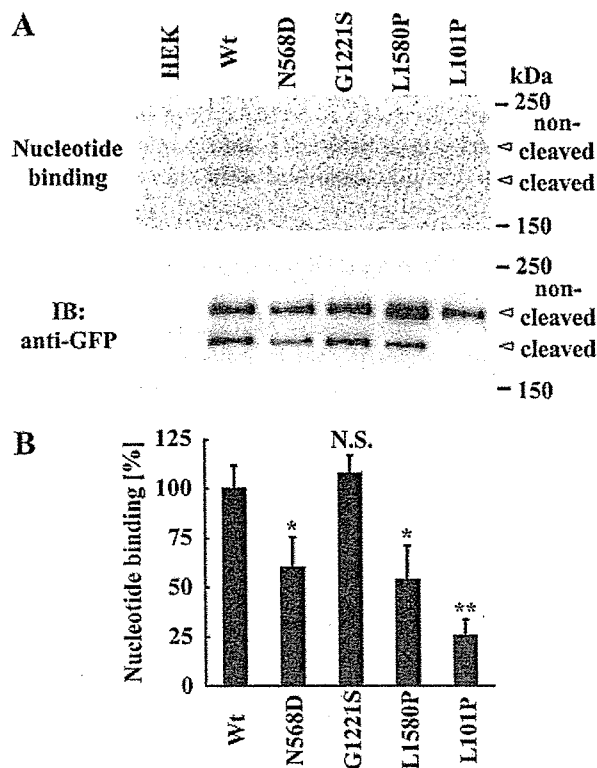 A
HEK
Wt
N568D
G1221S
L1580P
L101P
kDa
250
non-
cleaved
cleaved
150
Nucleotide
binding
250
non-
cleaved
cleaved
150
IB:
anti-GFP
B
Nucleotide binding [%]
125
100
75
50
25
0
*
N.S.
*
**
Wt
N568D
G1221S
L1580P
L101P